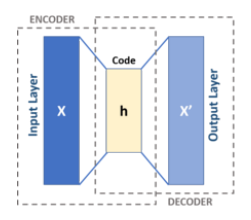 ENCODER
Code
Input Layer
X
h
X'
Output Layer
DECODER